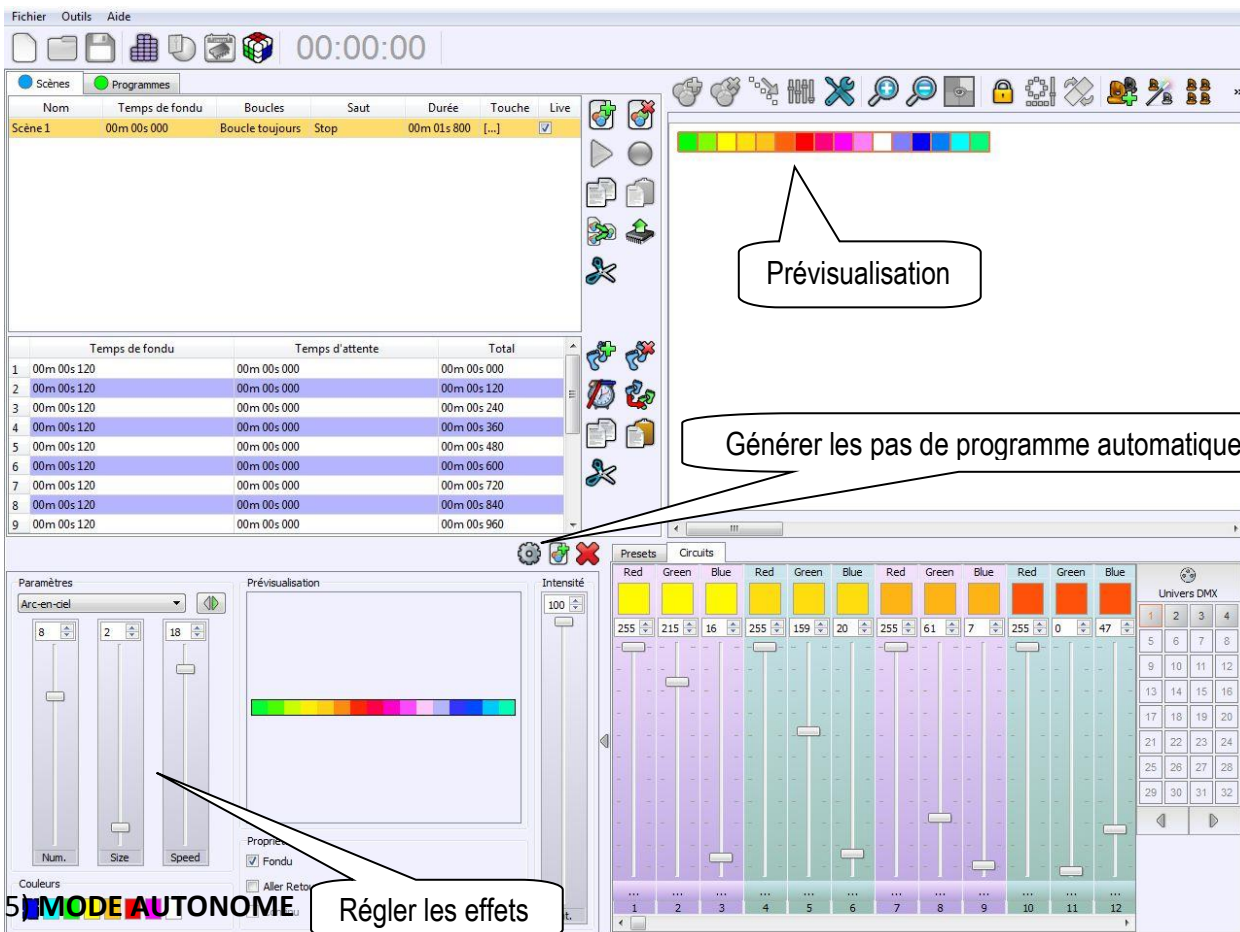 Fichier Outils Aide
00:00:00
Scènes Programmes
Nom Temps de fondu Boucles Saut Durée Touche Live
Scène 1 00m 00s 000 Boucle toujours Stop 00m 01s 800 [...]
Prévisualisation
Temps de fondu Temps d'attente Total
1 00m 00s 120 00m 00s 000 00m 00s 000
2 00m 00s 120 00m 00s 000 00m 00s 120
3 00m 00s 120 00m 00s 000 00m 00s 240
4 00m 00s 120 00m 00s 000 00m 00s 360
5 00m 00s 120 00m 00s 000 00m 00s 480
6 00m 00s 120 00m 00s 000 00m 00s 600
7 00m 00s 120 00m 00s 000 00m 00s 720
8 00m 00s 120 00m 00s 000 00m 00s 840
9 00m 00s 120 00m 00s 000 00m 00s 960
Générer les pas de programme automatique
Paramètres
Arc-en-ciel
8 2 18
Num. Size Speed
Couleurs
Prévisualisation
Intensité
100
Fondu
Aller Reto
Régler les effets
5) MODE AUTONOME
Presets Circuits
Red Green Blue Red Green Blue Red Green Blue Red Green Blue
255 215 16 255 159 20 255 61 7 255 0 47
... ... ... ... ... ... ... ... ... ... ... ...
1 2 3 4 5 6 7 8 9 10 11 12
Univers DMX
1 2 3 4
5 6 7 8
9 10 11 12
13 14 15 16
17 18 19 20
21 22 23 24
25 26 27 28
29 30 31 32